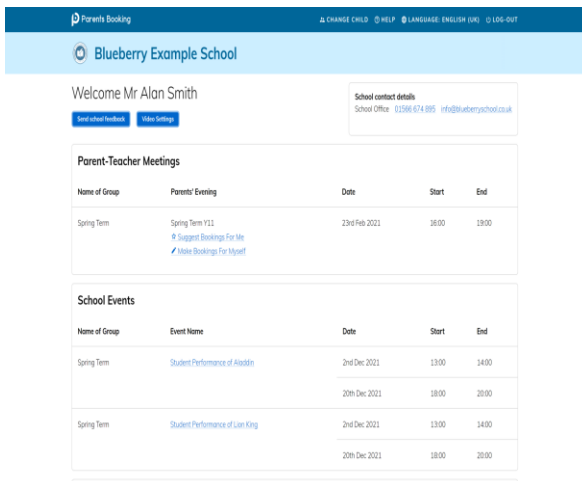 Parents Booking CHANGE CHILD HELP LANGUAGE: ENGLISH (UK) LOG-OUT
Blueberry Example School
Welcome Mr Alan Smith
School contact details
School Office 01566 674 895 info@blueberryschool.co.uk
Send school feedback Video Settings
Parent-Teacher Meetings
Name of Group Parents' Evening Date Start End
Spring Term Spring Term Y11 23rd Feb 2021 16:00 19:00
Suggest Bookings For Me
Make Bookings For Myself
School Events
Name of Group Event Name Date Start End
Spring Term Student Performance of Aladdin 2nd Dec 2021 13:00 14:00
20th Dec 2021 18:00 20:00
Spring Term Student Performance of Lion King 2nd Dec 2021 13:00 14:00
20th Dec 2021 18:00 20:00